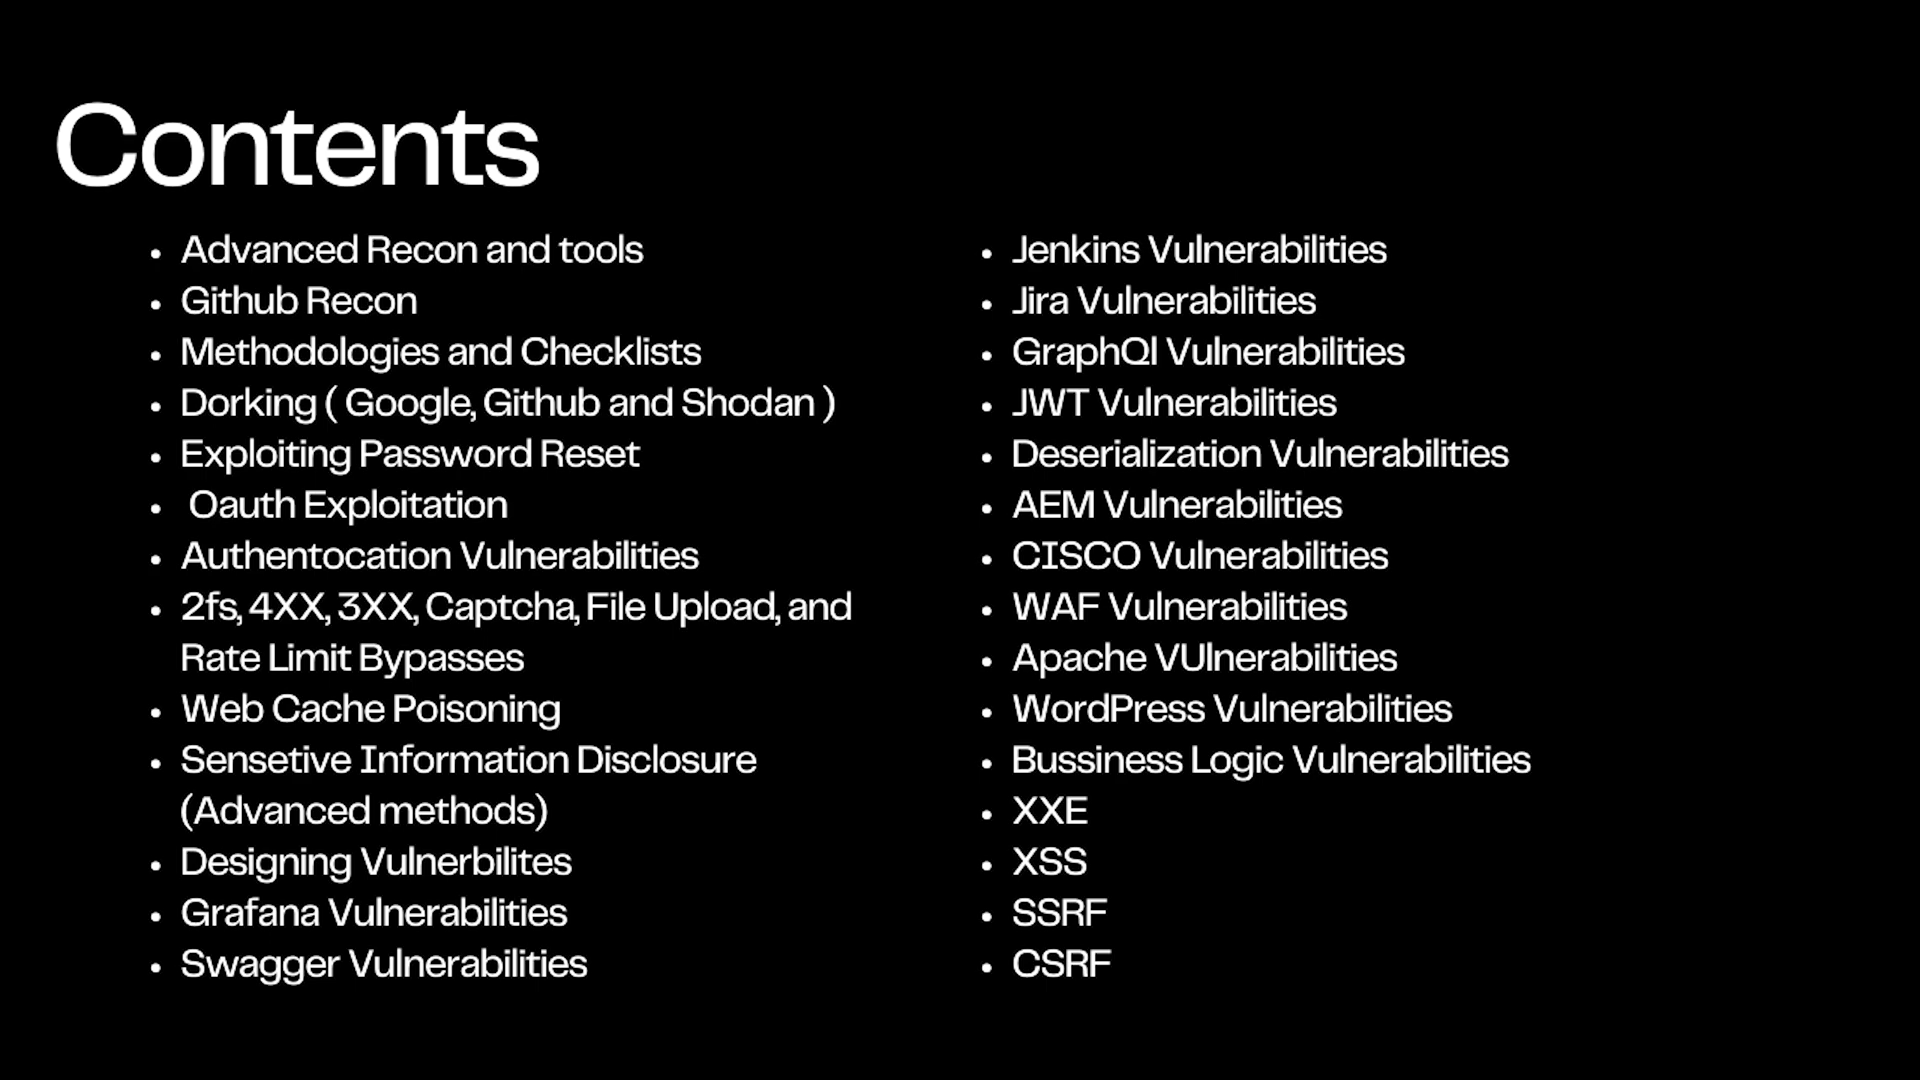 Contents
• Advanced Recon and tools
• Github Recon
• Methodologies and Checklists
• Dorking ( Google, Github and Shodan )
• Exploiting Password Reset
• Oauth Exploitation
• Authentocation Vulnerabilities
• 2fs, 4XX, 3XX, Captcha, File Upload, and
Rate Limit Bypasses
• Web Cache Poisoning
• Sensetive Information Disclosure
(Advanced methods)
• Designing Vulnerbilites
• Grafana Vulnerabilities
• Swagger Vulnerabilities
• Jenkins Vulnerabilities
• Jira Vulnerabilities
• GraphQl Vulnerabilities
• JWT Vulnerabilities
• Deserialization Vulnerabilities
• AEM Vulnerabilities
• CISCO Vulnerabilities
• WAF Vulnerabilities
• Apache VUlnerabilities
• WordPress Vulnerabilities
• Bussiness Logic Vulnerabilities
• XXE
• XSS
• SSRF
• CSRF